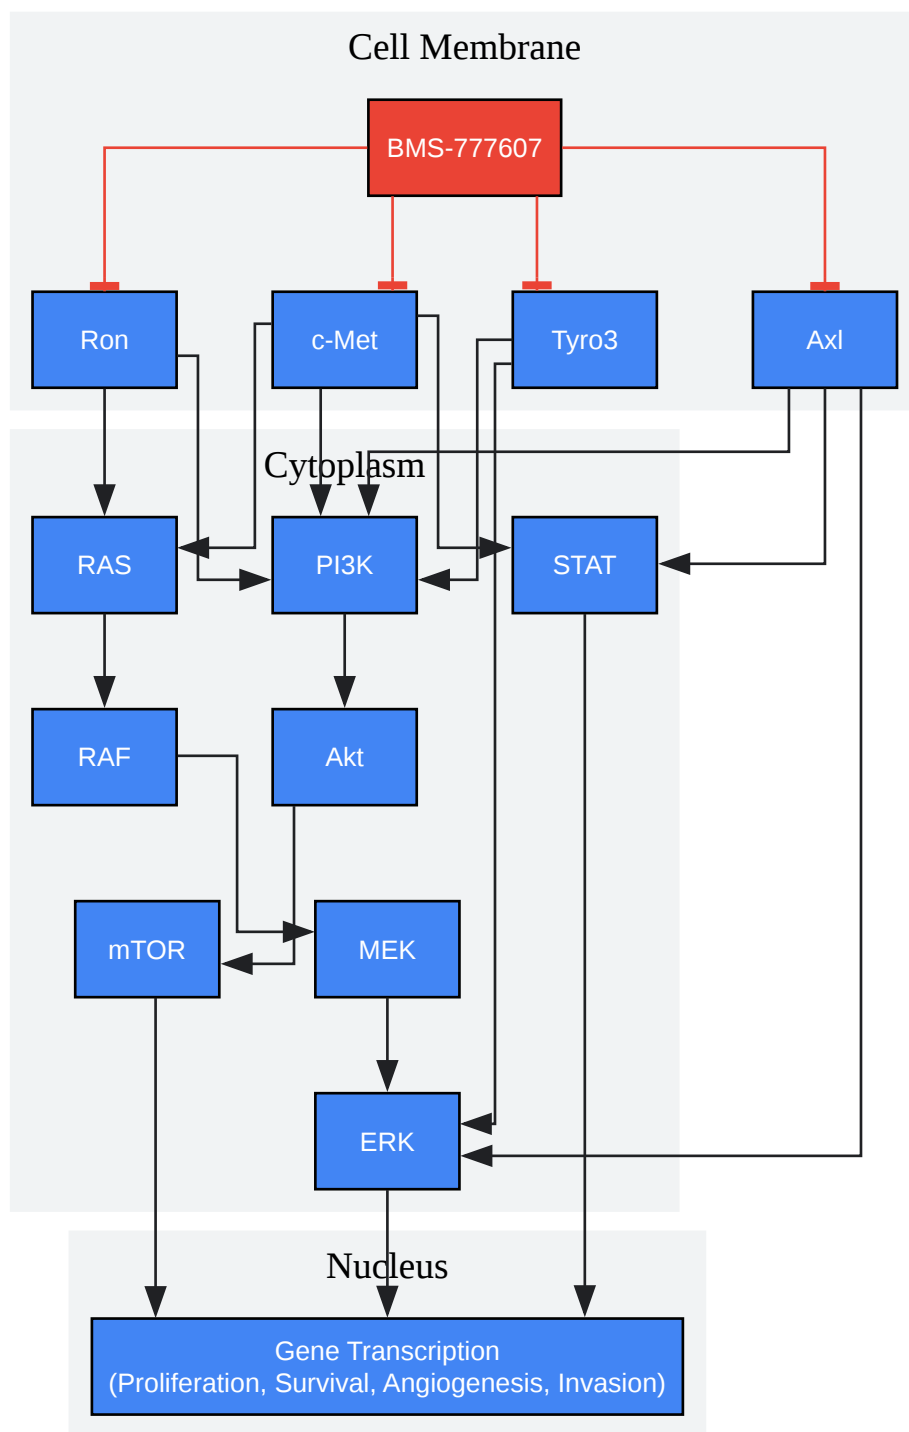 Cell Membrane
BMS-777607
Ron
c-Met
Tyro3
Axl
Cytoplasm
RAS
PI3K
STAT
RAF
Akt
mTOR
MEK
ERK
Nucleus
Gene Transcription
(Proliferation, Survival, Angiogenesis, Invasion)